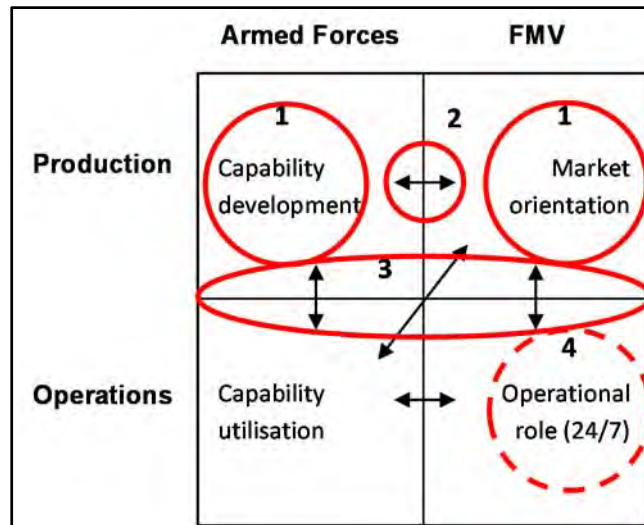 Armed Forces FMV
1 2 1
Production
Capability
development
Market
orientation
3
4
Operations
Capability
utilisation
Operational
role (24/7)